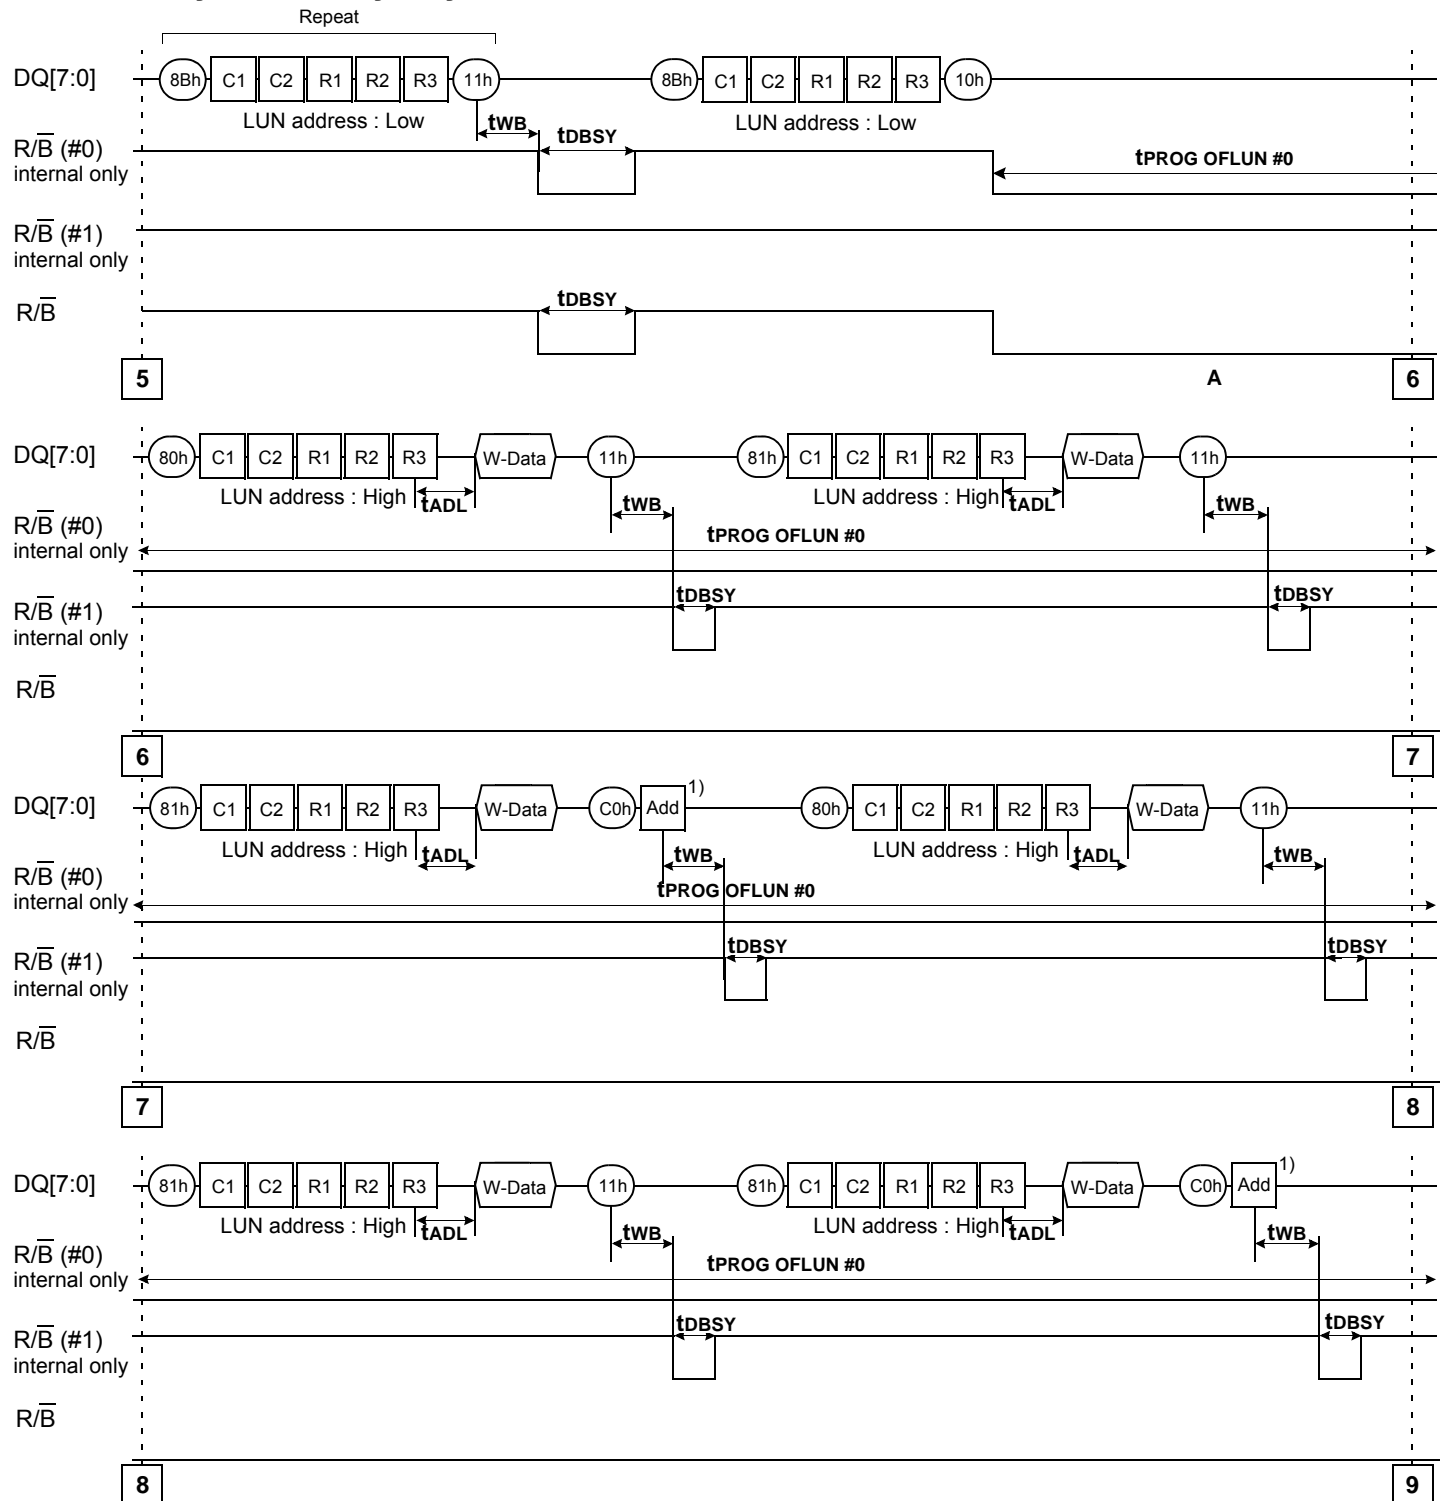 Repeat
DQ[7:0] 8Bh C1 C2 R1 R2 R3 11h 8Bh C1 C2 R1 R2 R3 10h
LUN address : Low tWB LUN address : Low
R/B̅ (#0) tDBSY tPROG OFLUN #0
internal only
R/B̅ (#1)
internal only
R/B̅ tDBSY
5 A 6
DQ[7:0] 80h C1 C2 R1 R2 R3 W-Data 11h 81h C1 C2 R1 R2 R3 W-Data 11h
LUN address : High tADL LUN address : High tADL
R/B̅ (#0) tWB tWB
internal only tPROG OFLUN #0
R/B̅ (#1) tDBSY tDBSY
internal only
R/B̅
6 7
DQ[7:0] 81h C1 C2 R1 R2 R3 W-Data C0h Add 1) 80h C1 C2 R1 R2 R3 W-Data 11h
LUN address : High tADL tWB LUN address : High tADL tWB
R/B̅ (#0)
internal only tPROG OFLUN #0
R/B̅ (#1) tDBSY tDBSY
internal only
R/B̅
7 8
DQ[7:0] 81h C1 C2 R1 R2 R3 W-Data 11h 81h C1 C2 R1 R2 R3 W-Data C0h Add 1)
LUN address : High tADL tWB LUN address : High tADL tWB
R/B̅ (#0)
internal only tPROG OFLUN #0
R/B̅ (#1) tDBSY tDBSY
internal only
R/B̅
8 9